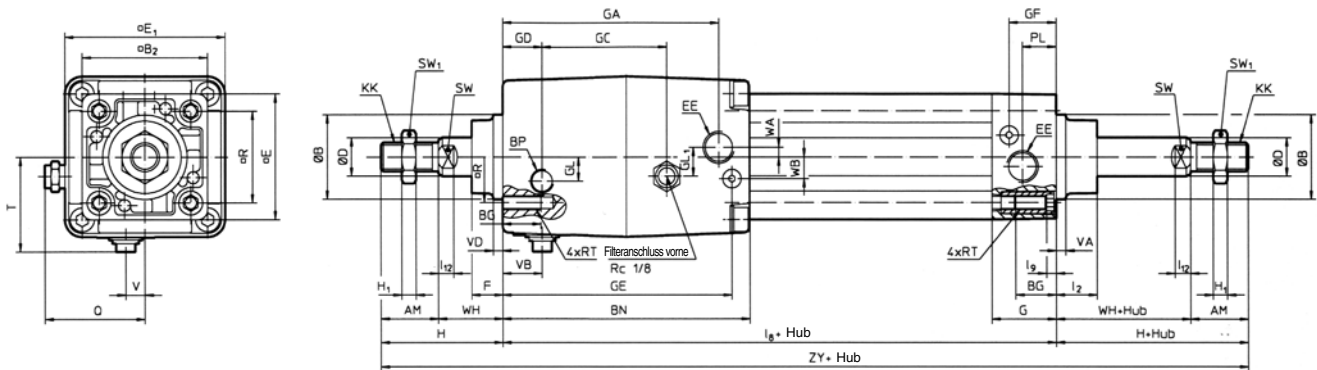 ¤E₁
¤B₂
SW₁
KK
SW
ØB
ØD
¤R
¤E
T
V
Q
GA
GD
GC
GF
PL
EE
WA
BP
GL
GL₁
WB
EE
SW₁
SW
KK
ØD
ØB
¤R
BG
VD
VB
4xRT
Filteranschluss vorne
Rc 1/8
4xRT
l₉
VA
H₁
l₁₂
F
GE
BG
l₂
l₁₂
H₁
AM
WH
BN
G
WH+Hub
AM
H
l₈+ Hub
H+Hub
ZY+ Hub